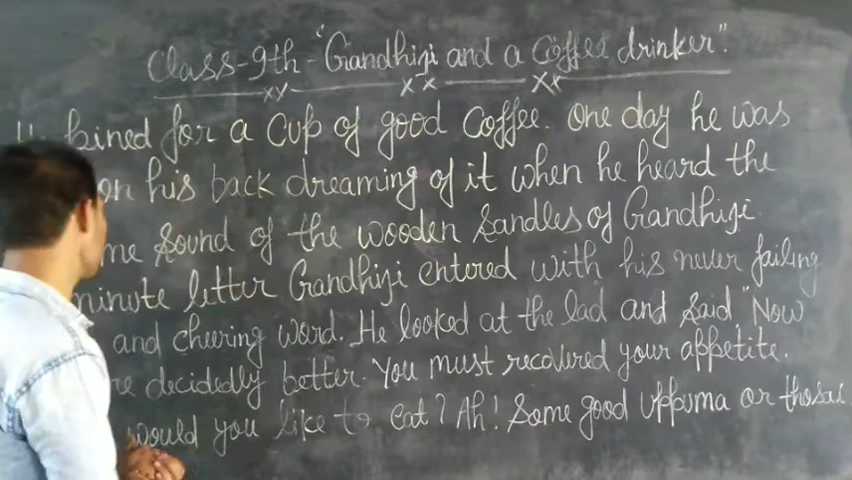 Class-9th-"Gandhiji and a Coffee drinker".
pined for a cup of good coffee. One day he was
on his back dreaming of it when he heard the
me sound of the wooden sandles of Gandhiji.
minute letter Gandhiji entered with his never failing
and cheering word. He looked at the lad and said, "Now
re decidedly better. You must recovered your appetite.
would you like to eat? Ah! Some good uppuma or thosai